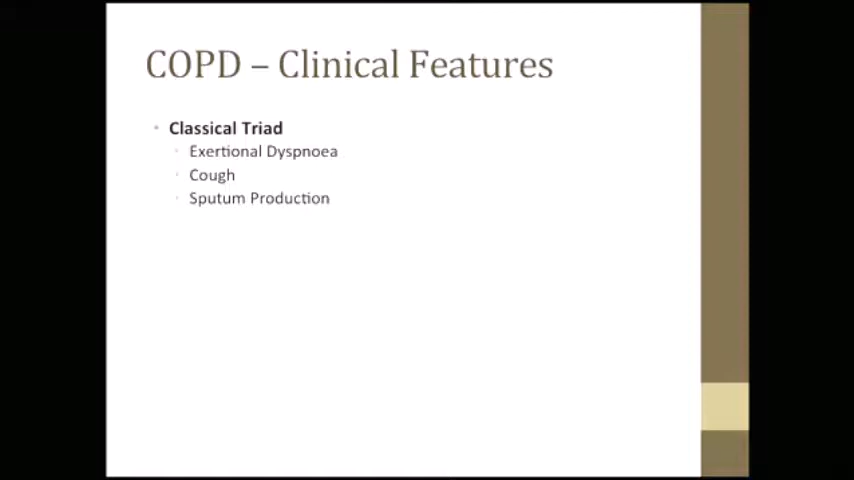 COPD – Clinical Features
• Classical Triad
• Exertional Dyspnoea
• Cough
• Sputum Production